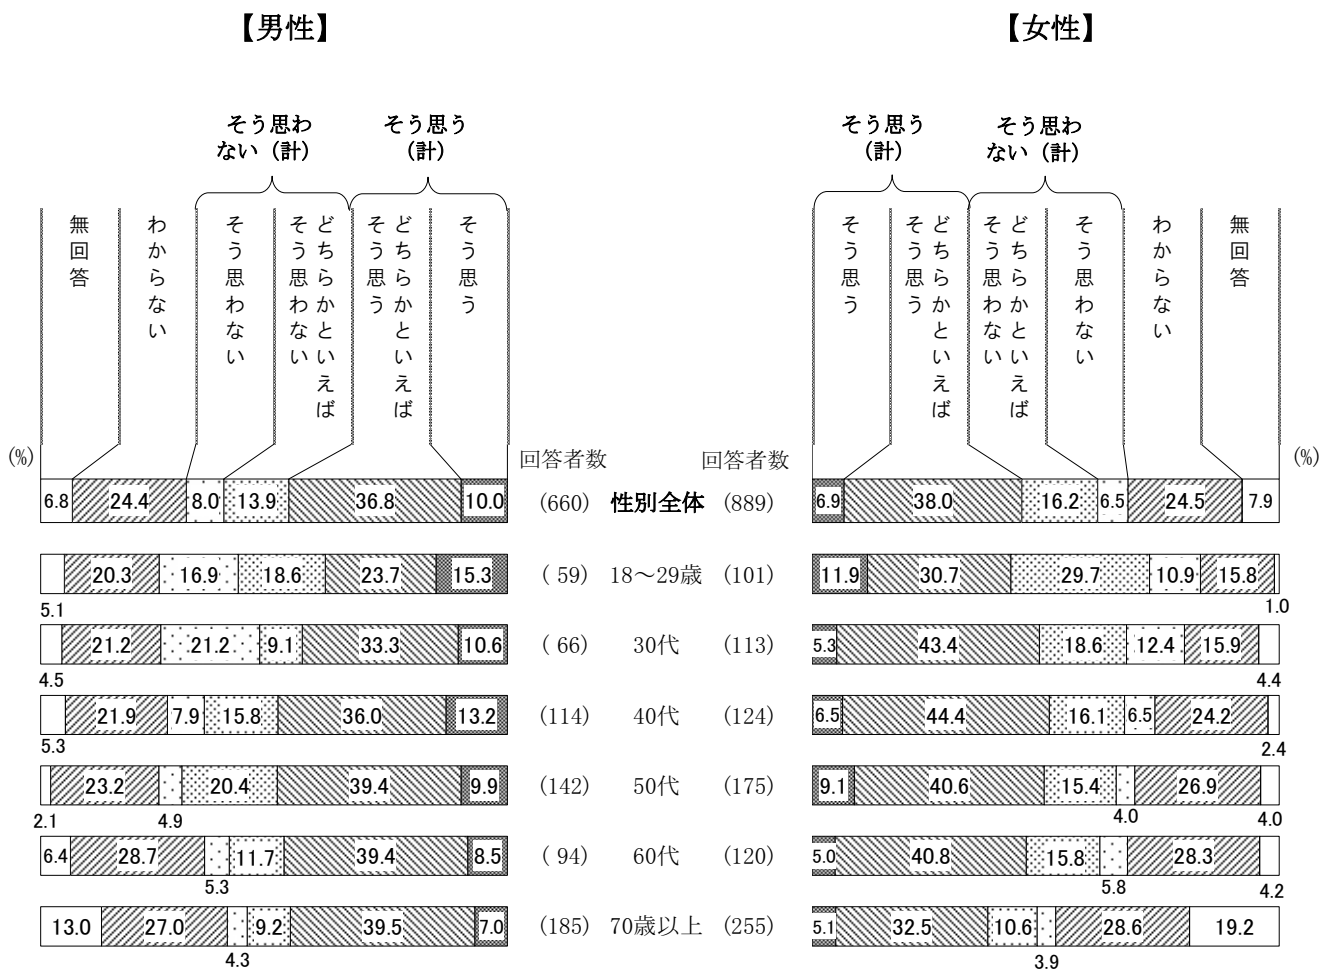 【男性】 【女性】
そう思わ
ない（計）
そう思う
（計）
そう思う
（計）
そう思わ
ない（計）
無回答
わからない
そう思わない
どちらかといえば
そう思わない
どちらかといえば
そう思う
そう思う
そう思う
どちらかといえば
そう思う
どちらかといえば
そう思わない
そう思わない
わからない
無回答
(%) 回答者数 回答者数 (%)
6.8 24.4 8.0 13.9 36.8 10.0 (660) 性別全体 (889) 6.9 38.0 16.2 6.5 24.5 7.9
20.3 16.9 18.6 23.7 15.3 ( 59) 18～29歳 (101) 11.9 30.7 29.7 10.9 15.8
5.1 1.0
21.2 21.2 9.1 33.3 10.6 ( 66) 30代 (113) 5.3 43.4 18.6 12.4 15.9
4.5 4.4
21.9 7.9 15.8 36.0 13.2 (114) 40代 (124) 6.5 44.4 16.1 6.5 24.2
5.3 2.4
23.2 20.4 39.4 9.9 (142) 50代 (175) 9.1 40.6 15.4 26.9
2.1 4.9 4.0 4.0
6.4 28.7 11.7 39.4 8.5 ( 94) 60代 (120) 5.0 40.8 15.8 28.3
5.3 5.8 4.2
13.0 27.0 9.2 39.5 7.0 (185) 70歳以上 (255) 5.1 32.5 10.6 28.6 19.2
4.3 3.9